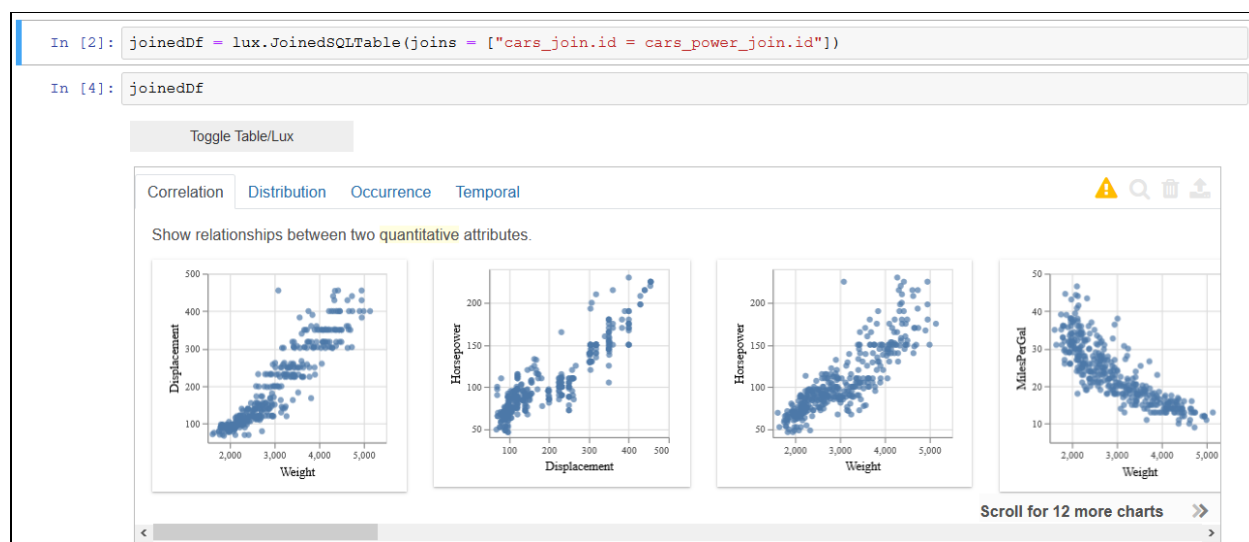 In [2]: joinedDf = lux.JoinedSQLTable(joins = ["cars_join.id = cars_power_join.id"])
In [4]: joinedDf
Toggle Table/Lux
Correlation Distribution Occurrence Temporal
Show relationships between two quantitative attributes.
500
400
300
200
100
Displacement
2,000 3,000 4,000 5,000
Weight
200
150
100
50
Horsepower
100 200 300 400 500
Displacement
200
150
100
50
Horsepower
2,000 3,000 4,000 5,000
Weight
50
40
30
20
10
MilesPerGal
2,000 3,000 4,000 5,000
Weight
Scroll for 12 more charts